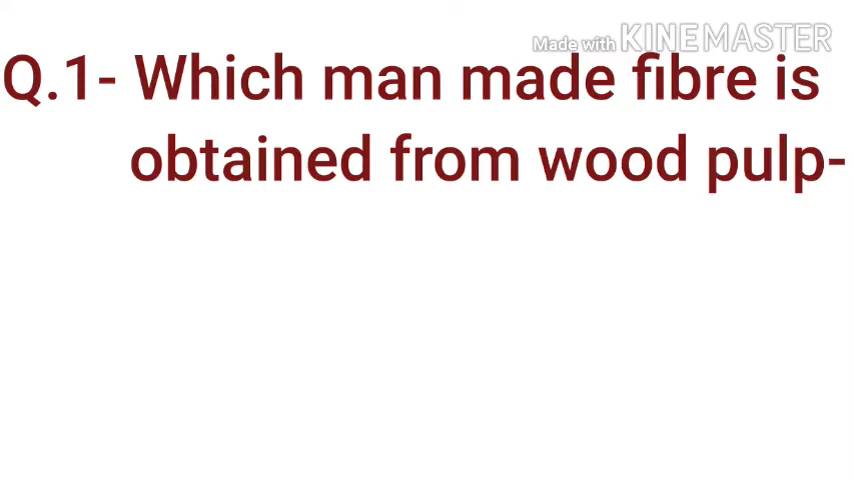 Made with KINEMASTER
Q.1- Which man made fibre is
obtained from wood pulp-